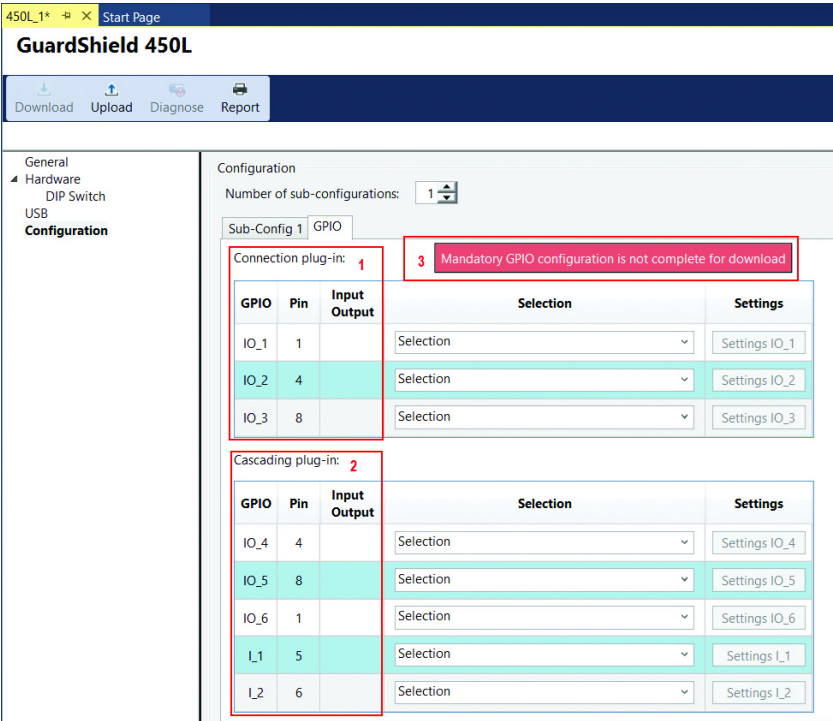 450L_1* Start Page
GuardShield 450L
Download Upload Diagnose Report
General
Hardware
DIP Switch
USB
Configuration
Configuration
Number of sub-configurations: 1
Sub-Config 1 GPIO
Connection plug-in: 1
3 Mandatory GPIO configuration is not complete for download
GPIO Pin Input Output Selection Settings
IO_1 1 Selection Settings IO_1
IO_2 4 Selection Settings IO_2
IO_3 8 Selection Settings IO_3
Cascading plug-in: 2
GPIO Pin Input Output Selection Settings
IO_4 4 Selection Settings IO_4
IO_5 8 Selection Settings IO_5
IO_6 1 Selection Settings IO_6
I_1 5 Selection Settings I_1
I_2 6 Selection Settings I_2